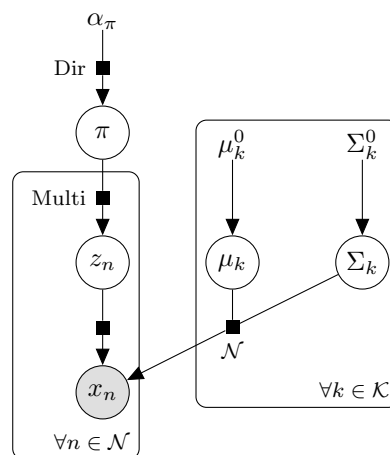 α_π
Dir
π
μ_k^0
Σ_k^0
Multi
z_n
μ_k
Σ_k
𝒩
x_n
∀n ∈ 𝒩
∀k ∈ 𝒦